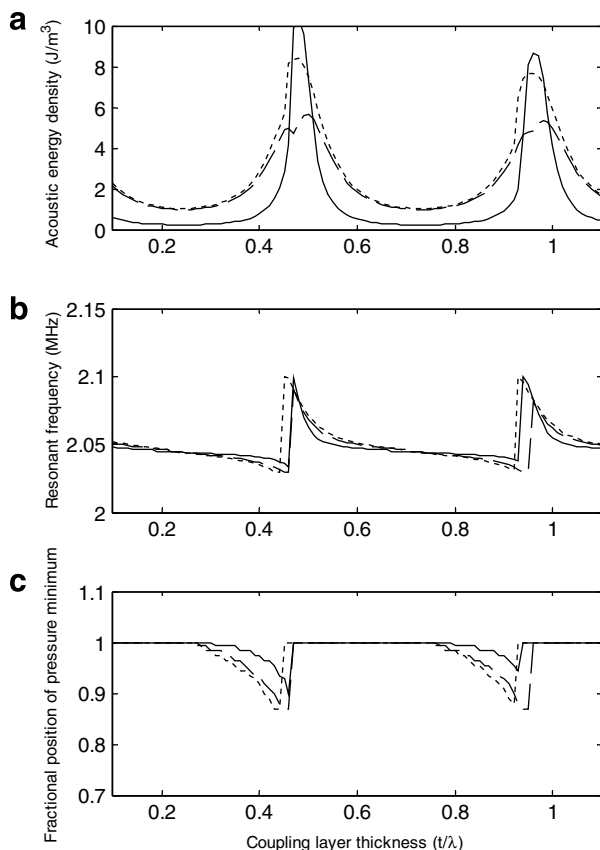 a
Acoustic energy density (J/m3)
10
8
6
4
2
0
0.2 0.4 0.6 0.8 1
b
Resonant frequency (MHz)
2.15
2.1
2.05
2
0.2 0.4 0.6 0.8 1
c
Fractional position of pressure minimum
1.1
1
0.9
0.8
0.7
0.2 0.4 0.6 0.8 1
Coupling layer thickness (t/λ)